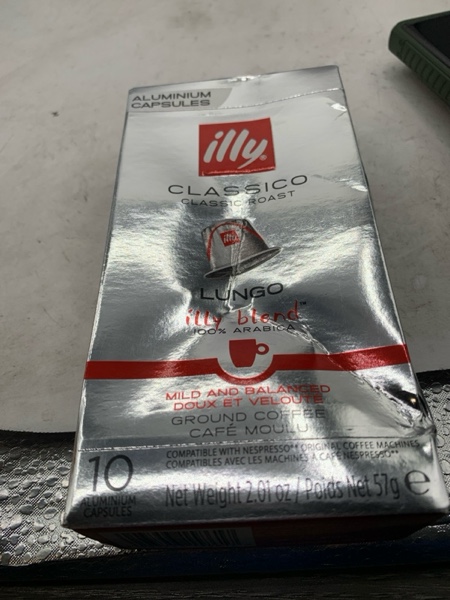 ALUMINIUM
CAPSULES
illy
CLASSICO
CLASSIC ROAST
illy
LUNGO
illy blend™
100% ARABICA
MILD AND BALANCED
DOUX ET VELOUTÉ
GROUND COFFEE
CAFÉ MOULU
10
ALUMINIUM
CAPSULES
COMPATIBLE WITH NESPRESSO** ORIGINAL COFFEE MACHINES
COMPATIBLES AVEC LES MACHINES À CAFÉ NESPRESSO**
Net Weight 2.01 oz / Poids Net 57g e